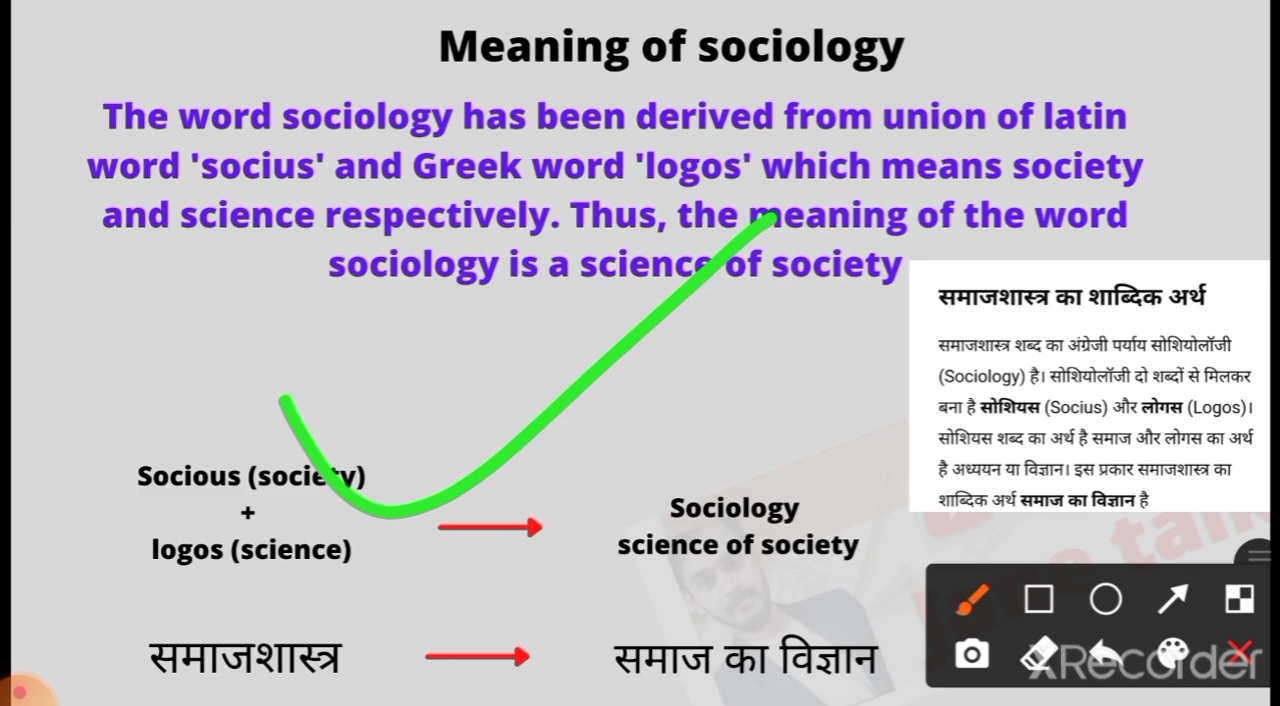 Meaning of sociology
The word sociology has been derived from union of latin
word 'socius' and Greek word 'logos' which means society
and science respectively. Thus, the meaning of the word
sociology is a science of society
समाजशास्त्र का शाब्दिक अर्थ
समाजशास्त्र शब्द का अंग्रेजी पर्याय सोशियोलॉजी
(Sociology) है। सोशियोलॉजी दो शब्दों से मिलकर
बना है सोशियस (Socius) और लोगस (Logos)।
सोशियस शब्द का अर्थ है समाज और लोगस का अर्थ
है अध्ययन या विज्ञान। इस प्रकार समाजशास्त्र का
शाब्दिक अर्थ समाज का विज्ञान है
Socious (society)
+
logos (science)
Sociology
science of society
समाजशास्त्र
समाज का विज्ञान
XRecorder